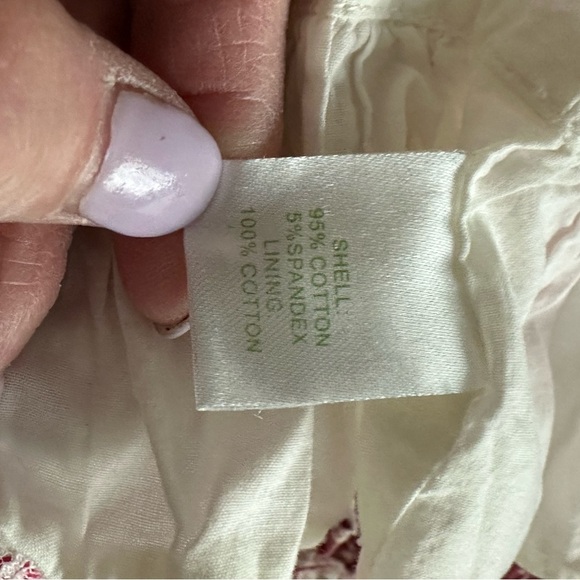 SHELL:
95% COTTON
5%SPANDEX
LINING:
100% COTTON